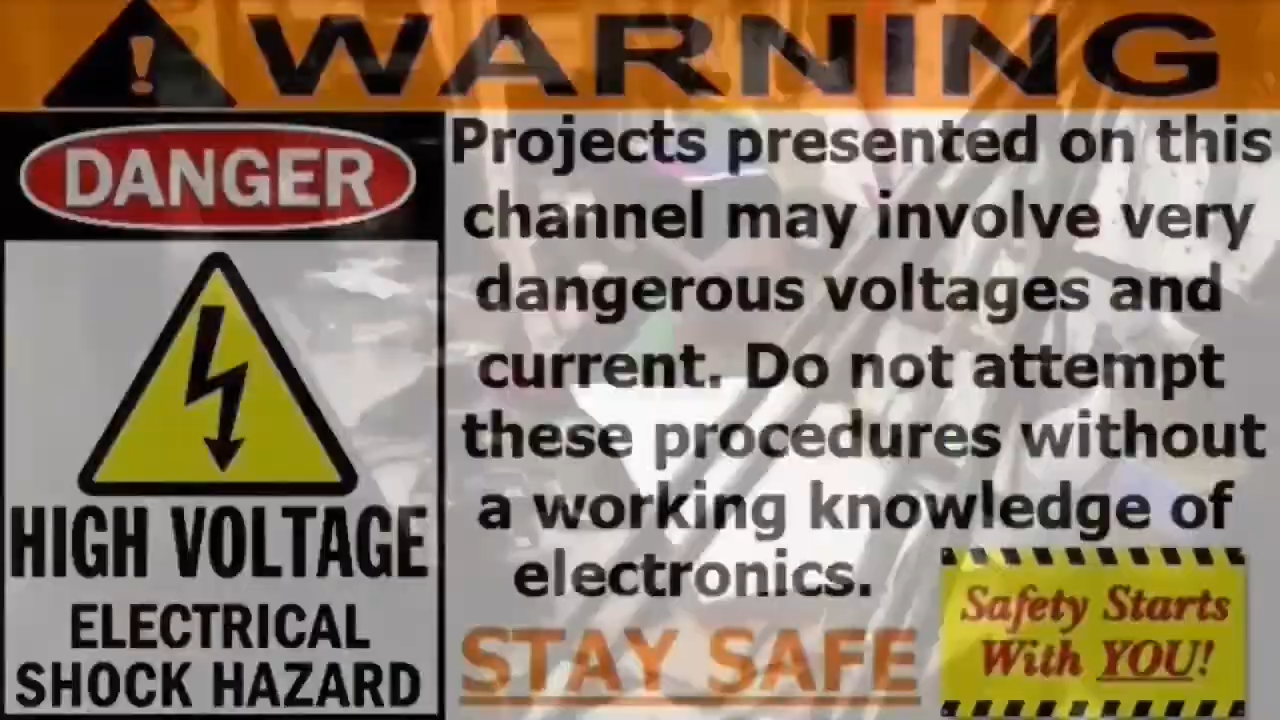 WARNING
DANGER
HIGH VOLTAGE
ELECTRICAL
SHOCK HAZARD
Projects presented on this
channel may involve very
dangerous voltages and
current. Do not attempt
these procedures without
a working knowledge of
electronics.
STAY SAFE
Safety Starts
With YOU!